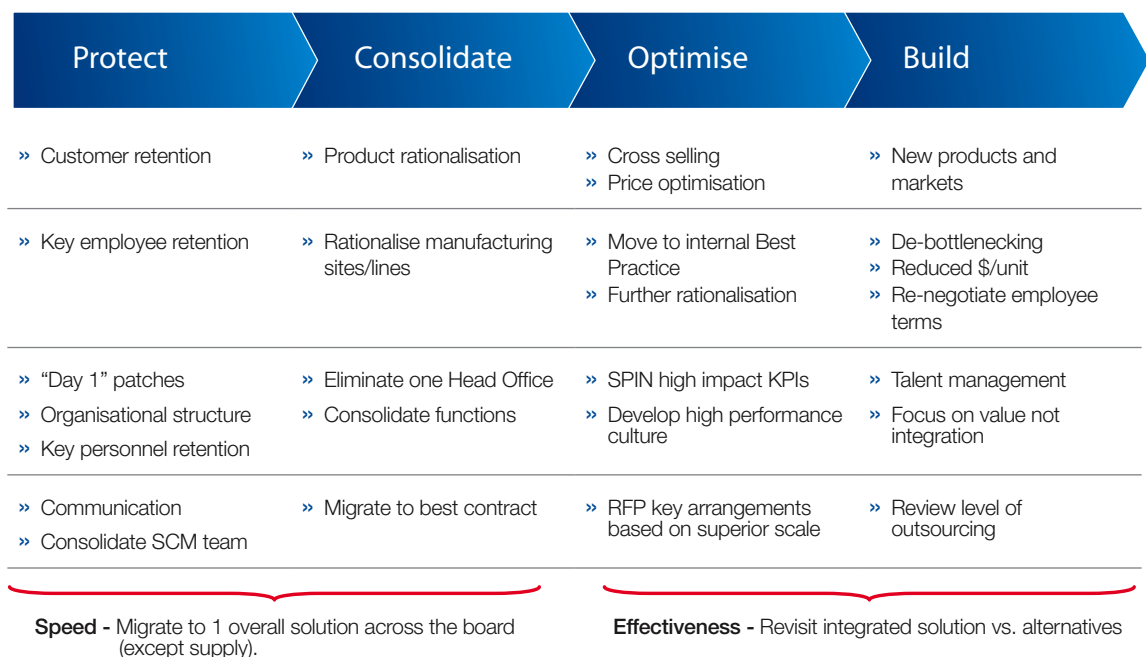 Protect
Consolidate
Optimise
Build
» Customer retention
» Product rationalisation
» Cross selling
» Price optimisation
» New products and
markets
» Key employee retention
» Rationalise manufacturing
sites/lines
» Move to internal Best
Practice
» Further rationalisation
» De-bottlenecking
» Reduced $/unit
» Re-negotiate employee
terms
» “Day 1” patches
» Organisational structure
» Key personnel retention
» Eliminate one Head Office
» Consolidate functions
» SPIN high impact KPIs
» Develop high performance
culture
» Talent management
» Focus on value not
integration
» Communication
» Consolidate SCM team
» Migrate to best contract
» RFP key arrangements
based on superior scale
» Review level of
outsourcing
Speed - Migrate to 1 overall solution across the board
(except supply).
Effectiveness - Revisit integrated solution vs. alternatives